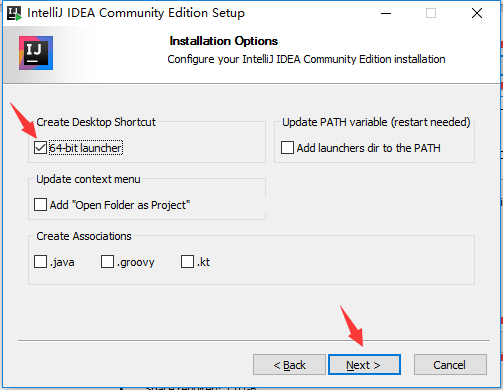 IntelliJ IDEA Community Edition Setup
IJ
Installation Options
Configure your IntelliJ IDEA Community Edition installation
Create Desktop Shortcut
64-bit launcher
Update PATH variable (restart needed)
Add launchers dir to the PATH
Update context menu
Add "Open Folder as Project"
Create Associations
.java .groovy .kt
< Back Next > Cancel